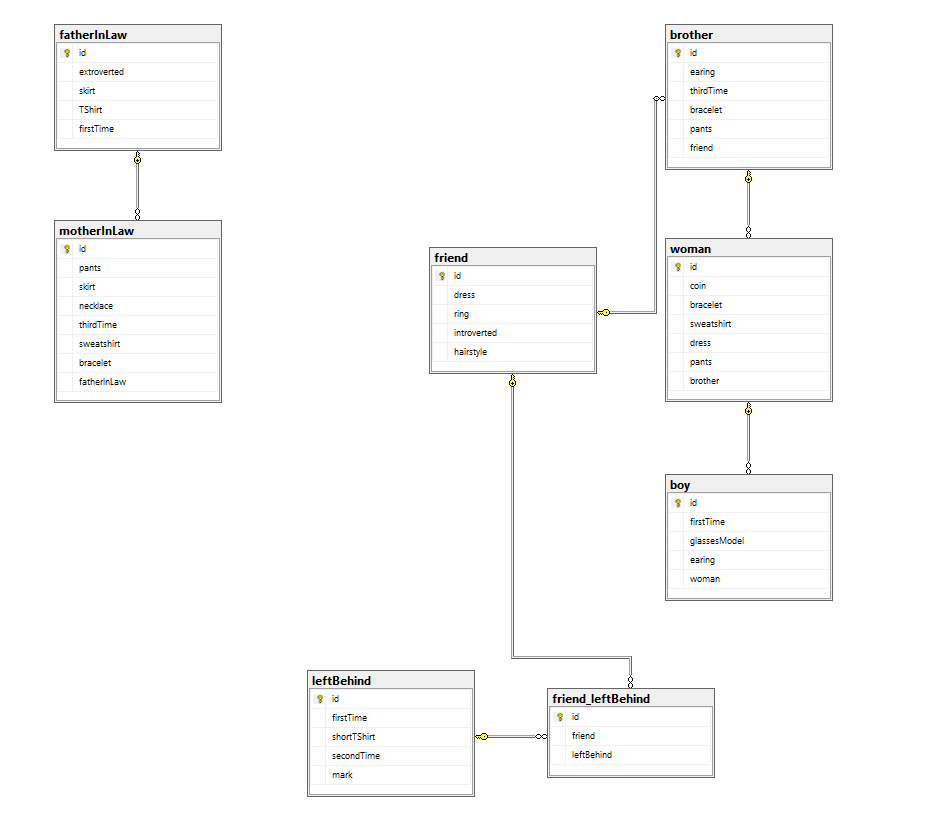 fatherInLaw
id
extroverted
skirt
TShirt
firstTime
motherInLaw
id
pants
skirt
necklace
thirdTime
sweatshirt
bracelet
fatherInLaw
friend
id
dress
ring
introverted
hairstyle
brother
id
earing
thirdTime
bracelet
pants
friend
woman
id
coin
bracelet
sweatshirt
dress
pants
brother
boy
id
firstTime
glassesModel
earing
woman
leftBehind
id
firstTime
shortTShirt
secondTime
mark
friend_leftBehind
id
friend
leftBehind